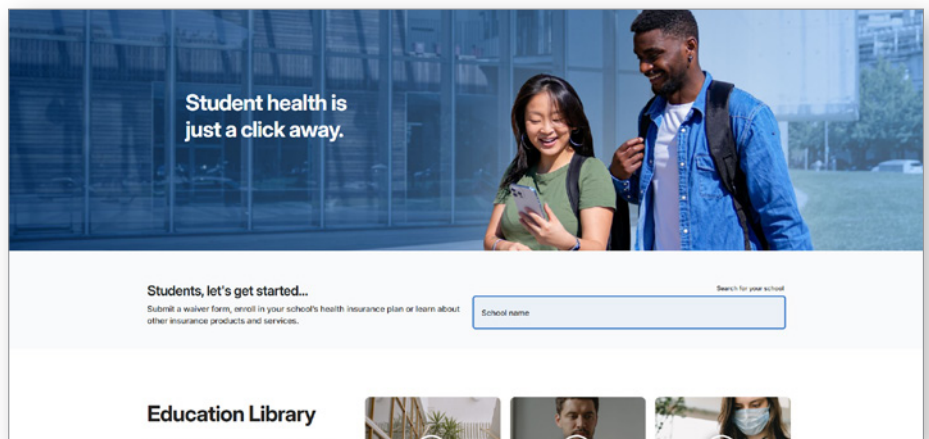 Student health is
just a click away.
Students, let's get started...
Submit a waiver form, enroll in your school's health insurance plan or learn about
other insurance products and services.
Search for your school
School name
Education Library